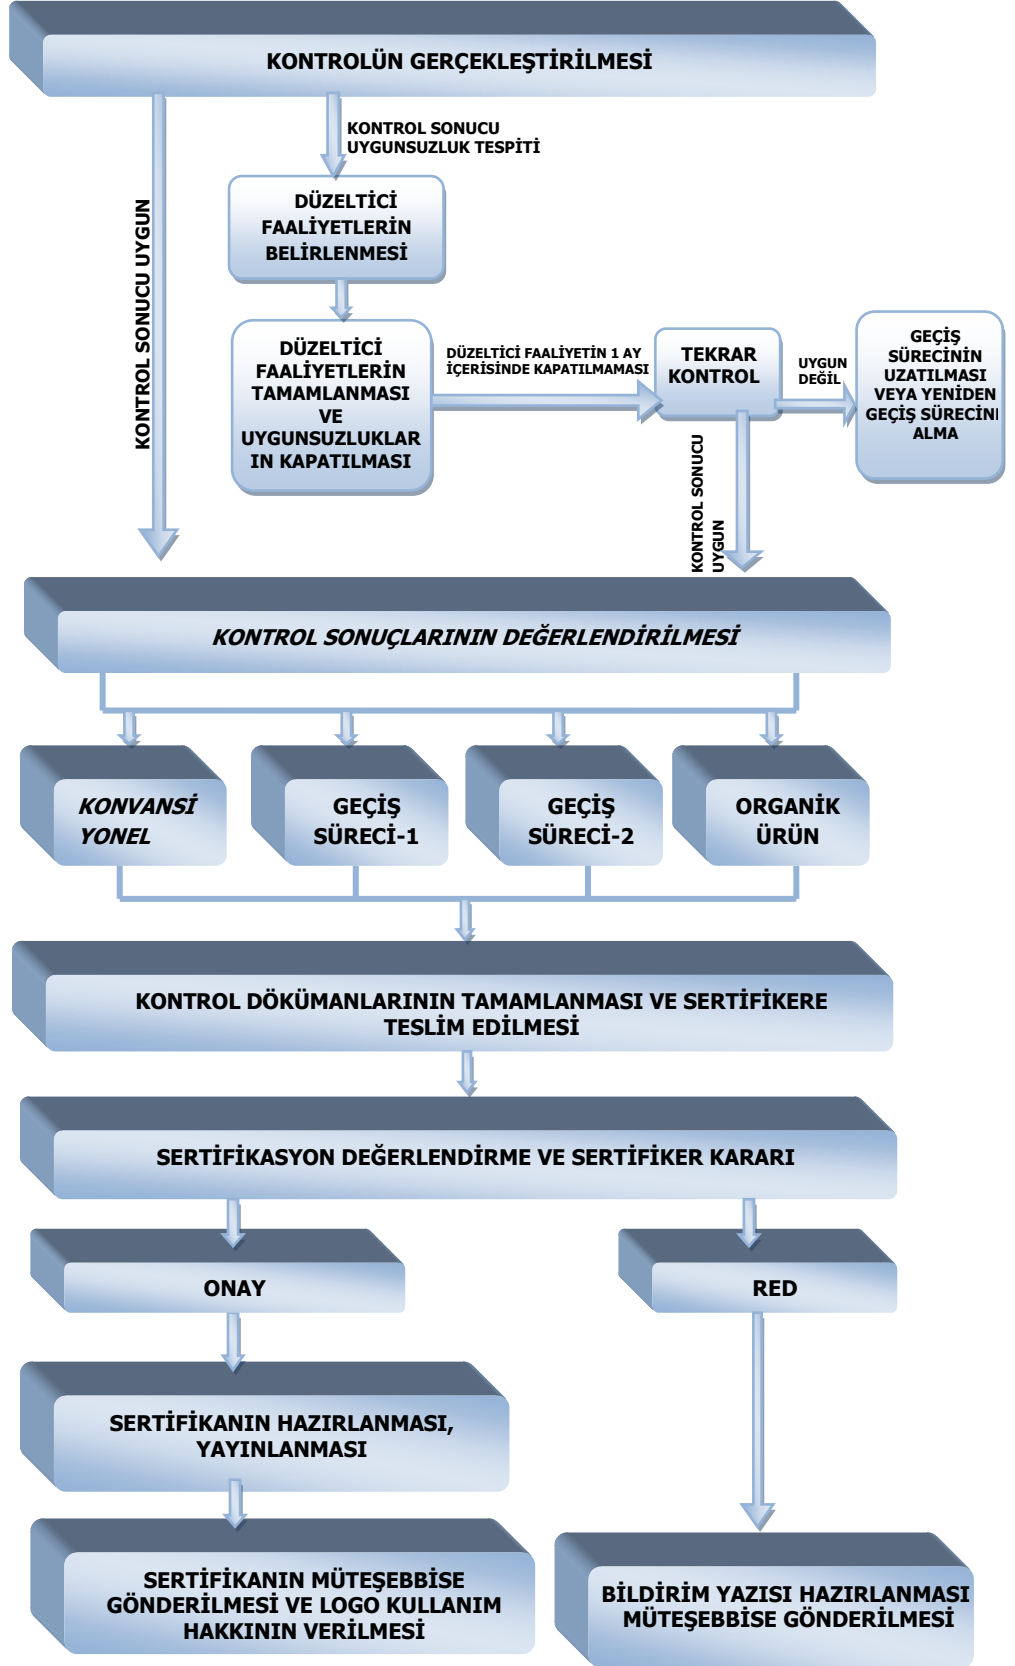 KONTROLÜN GERÇEKLEŞTİRİLMESİ
KONTROL SONUCU
UYGUNSUZLUK TESPİTİ
KONTROL SONUCU UYGUN
DÜZELTİCİ
FAALİYETLERİN
BELİRLENMESİ
DÜZELTİCİ
FAALİYETLERİN
TAMAMLANMASI
VE
UYGUNSUZLUKLAR
IN KAPATILMASI
DÜZELTİCİ FAALİYETİN 1 AY
İÇERİSİNDE KAPATILMAMASI
TEKRAR
KONTROL
UYGUN
DEĞİL
GEÇİŞ
SÜRECİNİN
UZATILMASI
VEYA YENİDEN
GEÇİŞ SÜRECİNE
ALMA
KONTROL SONUCU
UYGUN
KONTROL SONUÇLARININ DEĞERLENDİRİLMESİ
KONVANSİ
YONEL
GEÇİŞ
SÜRECİ-1
GEÇİŞ
SÜRECİ-2
ORGANİK
ÜRÜN
KONTROL DÖKÜMANLARININ TAMAMLANMASI VE SERTİFİKERE
TESLİM EDİLMESİ
SERTİFİKASYON DEĞERLENDİRME VE SERTİFİKER KARARI
ONAY
RED
SERTİFİKANIN HAZIRLANMASI,
YAYINLANMASI
SERTİFİKANIN MÜTEŞEBBİSE
GÖNDERİLMESİ VE LOGO KULLANIM
HAKKININ VERİLMESİ
BİLDİRİM YAZISI HAZIRLANMASI
MÜTEŞEBBİSE GÖNDERİLMESİ